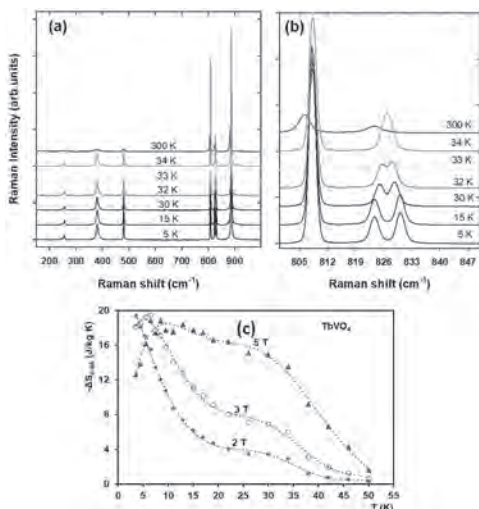 (a)
Raman Intensity (arb.units)
300 K
34 K
33 K
32 K
30 K
15 K
5 K
200 300 400 500 600 700 800 900
Raman shift (cm⁻¹)
(b)
300 K
34 K
33 K
32 K
30 K
15 K
5 K
805 812 819 826 833 840 847
Raman shift (cm⁻¹)
(c)
TbVO₄
20
16
12
8
4
0
5 T
3 T
2 T
0 5 10 15 20 25 30 35 40 45 50 55
T (K)